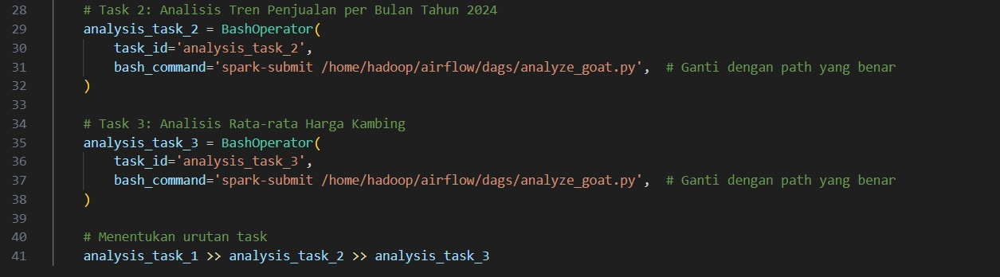 28 # Task 2: Analisis Tren Penjualan per Bulan Tahun 2024
29 analysis_task_2 = BashOperator(
30 task_id='analysis_task_2',
31 bash_command='spark-submit /home/hadoop/airflow/dags/analyze_goat.py', # Ganti dengan path yang benar
32 )
33
34 # Task 3: Analisis Rata-rata Harga Kambing
35 analysis_task_3 = BashOperator(
36 task_id='analysis_task_3',
37 bash_command='spark-submit /home/hadoop/airflow/dags/analyze_goat.py', # Ganti dengan path yang benar
38 )
39
40 # Menentukan urutan task
41 analysis_task_1 >> analysis_task_2 >> analysis_task_3